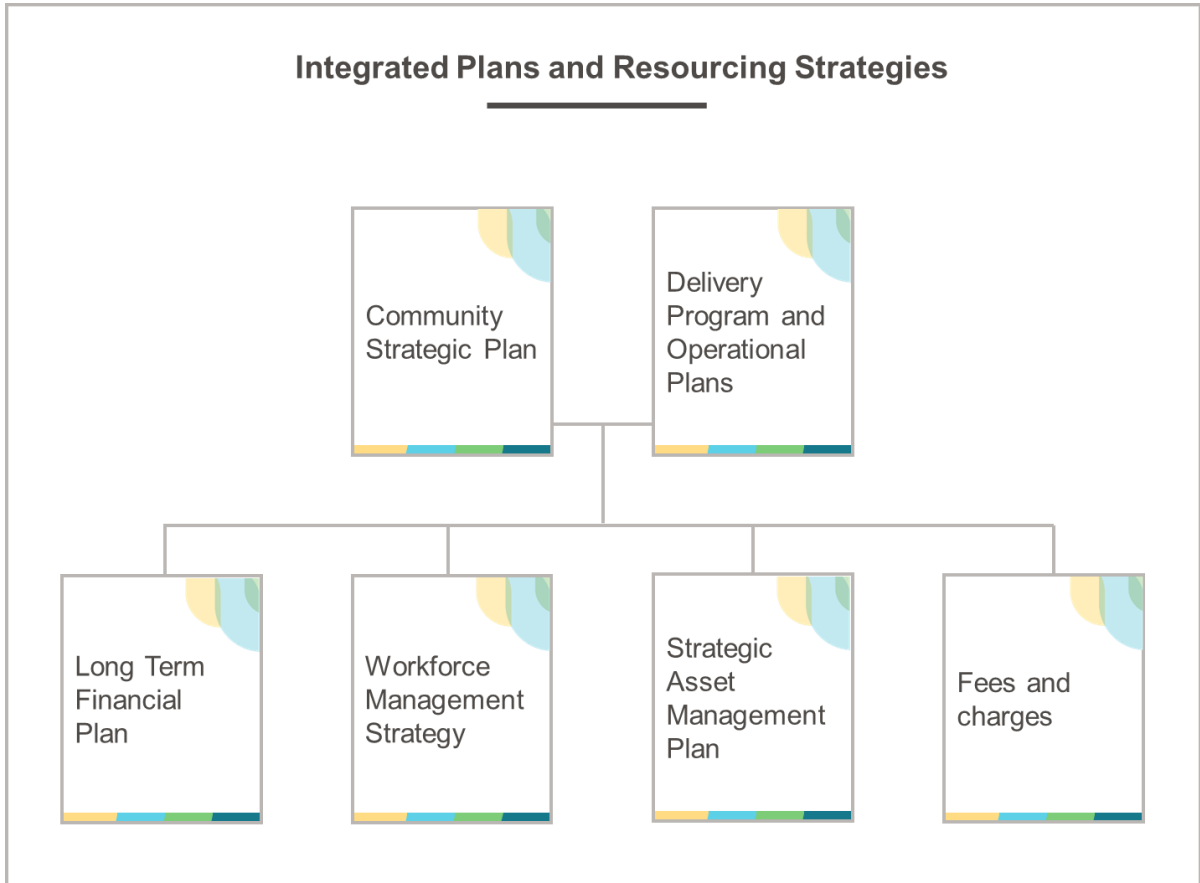 Integrated Plans and Resourcing Strategies
Community
Strategic Plan
Delivery
Program and
Operational
Plans
Long Term
Financial
Plan
Workforce
Management
Strategy
Strategic
Asset
Management
Plan
Fees and
charges